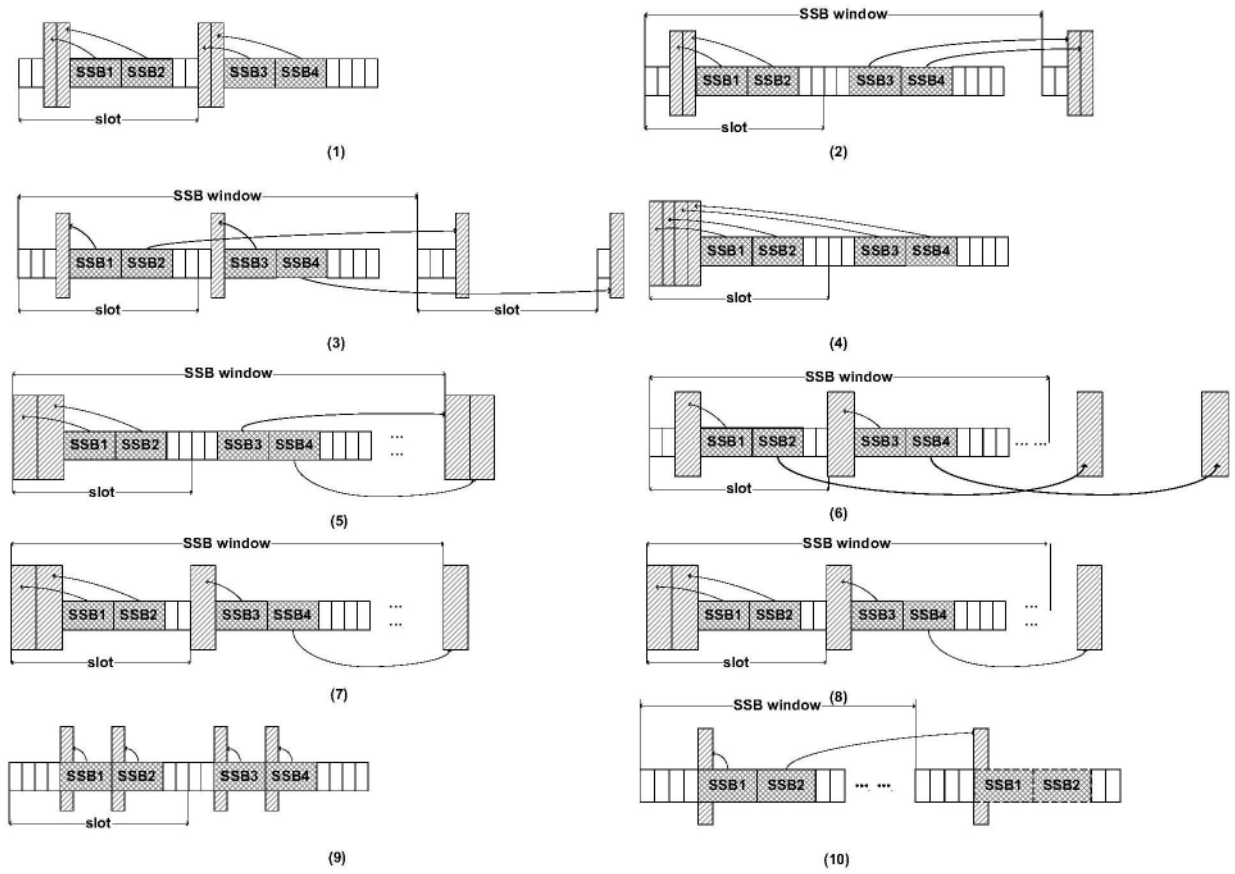 SSB1 SSB2 SSB3 SSB4
slot
(1)
SSB window
SSB1 SSB2 SSB3 SSB4
slot
(2)
SSB window
SSB1 SSB2 SSB3 SSB4
slot slot
(3)
SSB1 SSB2 SSB3 SSB4
slot
(4)
SSB window
SSB1 SSB2 SSB3 SSB4 ...
...
slot
(5)
SSB window
SSB1 SSB2 SSB3 SSB4 ... ...
slot
(6)
SSB window
SSB1 SSB2 SSB3 SSB4 ...
...
slot
(7)
SSB window
SSB1 SSB2 SSB3 SSB4 ...
...
slot
(8)
SSB1 SSB2 SSB3 SSB4
slot
(9)
SSB window
SSB1 SSB2 ... ... SSB1 SSB2
(10)